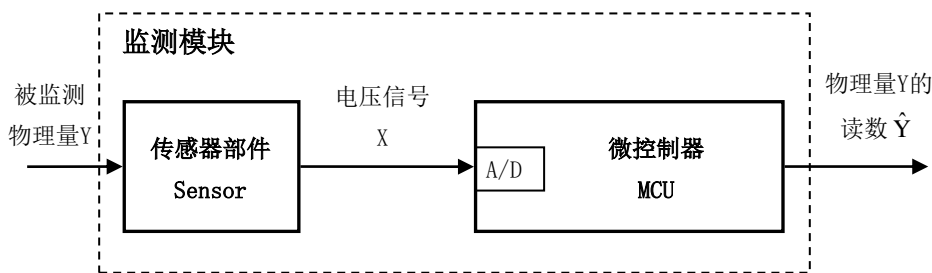 监测模块
被监测
物理量Y
传感器部件
Sensor
电压信号
X
A/D
微控制器
MCU
物理量Y的
读数 Ŷ